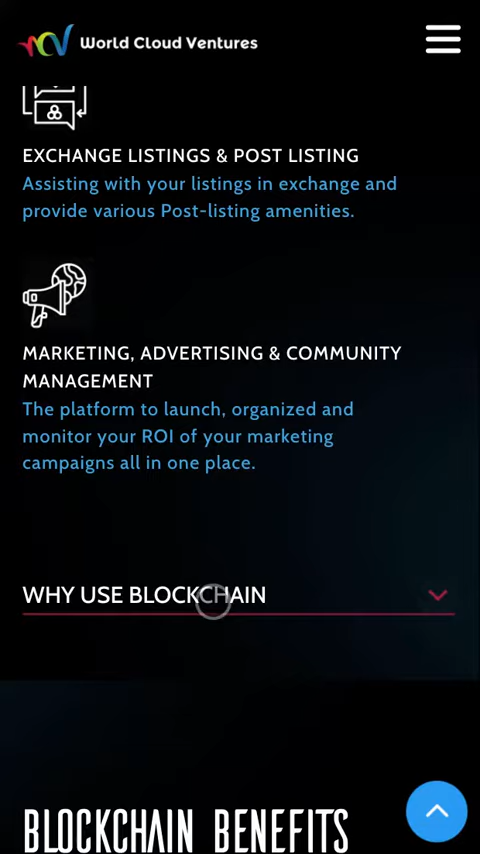 World Cloud Ventures
EXCHANGE LISTINGS & POST LISTING
Assisting with your listings in exchange and
provide various Post-listing amenities.
MARKETING, ADVERTISING & COMMUNITY
MANAGEMENT
The platform to launch, organized and
monitor your ROI of your marketing
campaigns all in one place.
WHY USE BLOCKCHAIN
BLOCKCHAIN BENEFITS